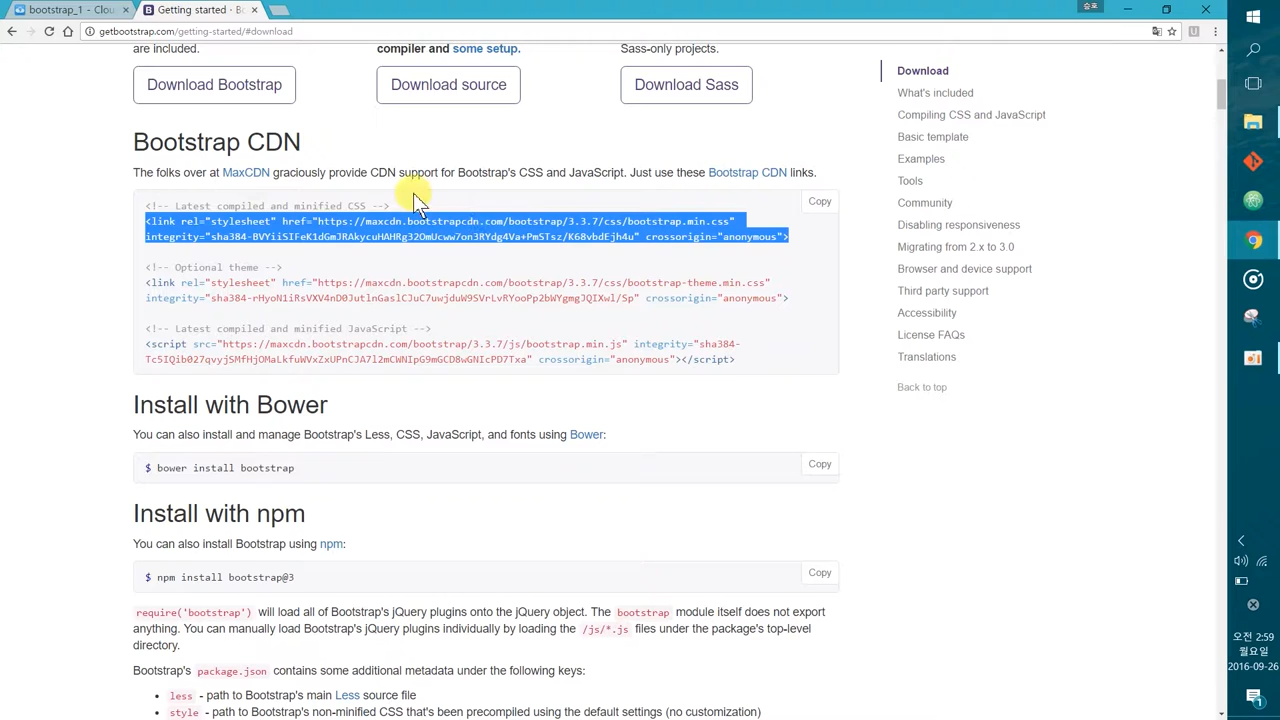 bootstrap_1 - Clou
Getting started · Bo
getbootstrap.com/getting-started/#download
are included.
compiler and some setup.
Sass-only projects.
Download Bootstrap
Download source
Download Sass
Bootstrap CDN
The folks over at MaxCDN graciously provide CDN support for Bootstrap's CSS and JavaScript. Just use these Bootstrap CDN links.
Copy
<!-- Latest compiled and minified CSS -->
<link rel="stylesheet" href="https://maxcdn.bootstrapcdn.com/bootstrap/3.3.7/css/bootstrap.min.css"
integrity="sha384-BVYiiSIFeK1dGmJRAkycuHAHRg32OmUcww7on3RYdg4Va+PmSTsz/K68vbdEjh4u" crossorigin="anonymous">
<!-- Optional theme -->
<link rel="stylesheet" href="https://maxcdn.bootstrapcdn.com/bootstrap/3.3.7/css/bootstrap-theme.min.css"
integrity="sha384-rHyoN1iRsVXV4nD0JutlnGaslCJuC7uwjduW9SVrLvRYooPp2bWYgmgJQIXwl/Sp" crossorigin="anonymous">
<!-- Latest compiled and minified JavaScript -->
<script src="https://maxcdn.bootstrapcdn.com/bootstrap/3.3.7/js/bootstrap.min.js" integrity="sha384-
Tc5IQib027qvyjSMfHjOMaLkfuWVxZxUPnCJA7l2mCWNIpG9mGCD8wGNIcPD7Txa" crossorigin="anonymous"></script>
Install with Bower
You can also install and manage Bootstrap's Less, CSS, JavaScript, and fonts using Bower:
$ bower install bootstrap
Copy
Install with npm
You can also install Bootstrap using npm:
$ npm install bootstrap@3
Copy
require('bootstrap') will load all of Bootstrap's jQuery plugins onto the jQuery object. The bootstrap module itself does not export
anything. You can manually load Bootstrap's jQuery plugins individually by loading the /js/*.js files under the package's top-level
directory.
Bootstrap's package.json contains some additional metadata under the following keys:
• less - path to Bootstrap's main Less source file
• style - path to Bootstrap's non-minified CSS that's been precompiled using the default settings (no customization)
Download
What's included
Compiling CSS and JavaScript
Basic template
Examples
Tools
Community
Disabling responsiveness
Migrating from 2.x to 3.0
Browser and device support
Third party support
Accessibility
License FAQs
Translations
Back to top
오전 2:59
월요일
2016-09-26